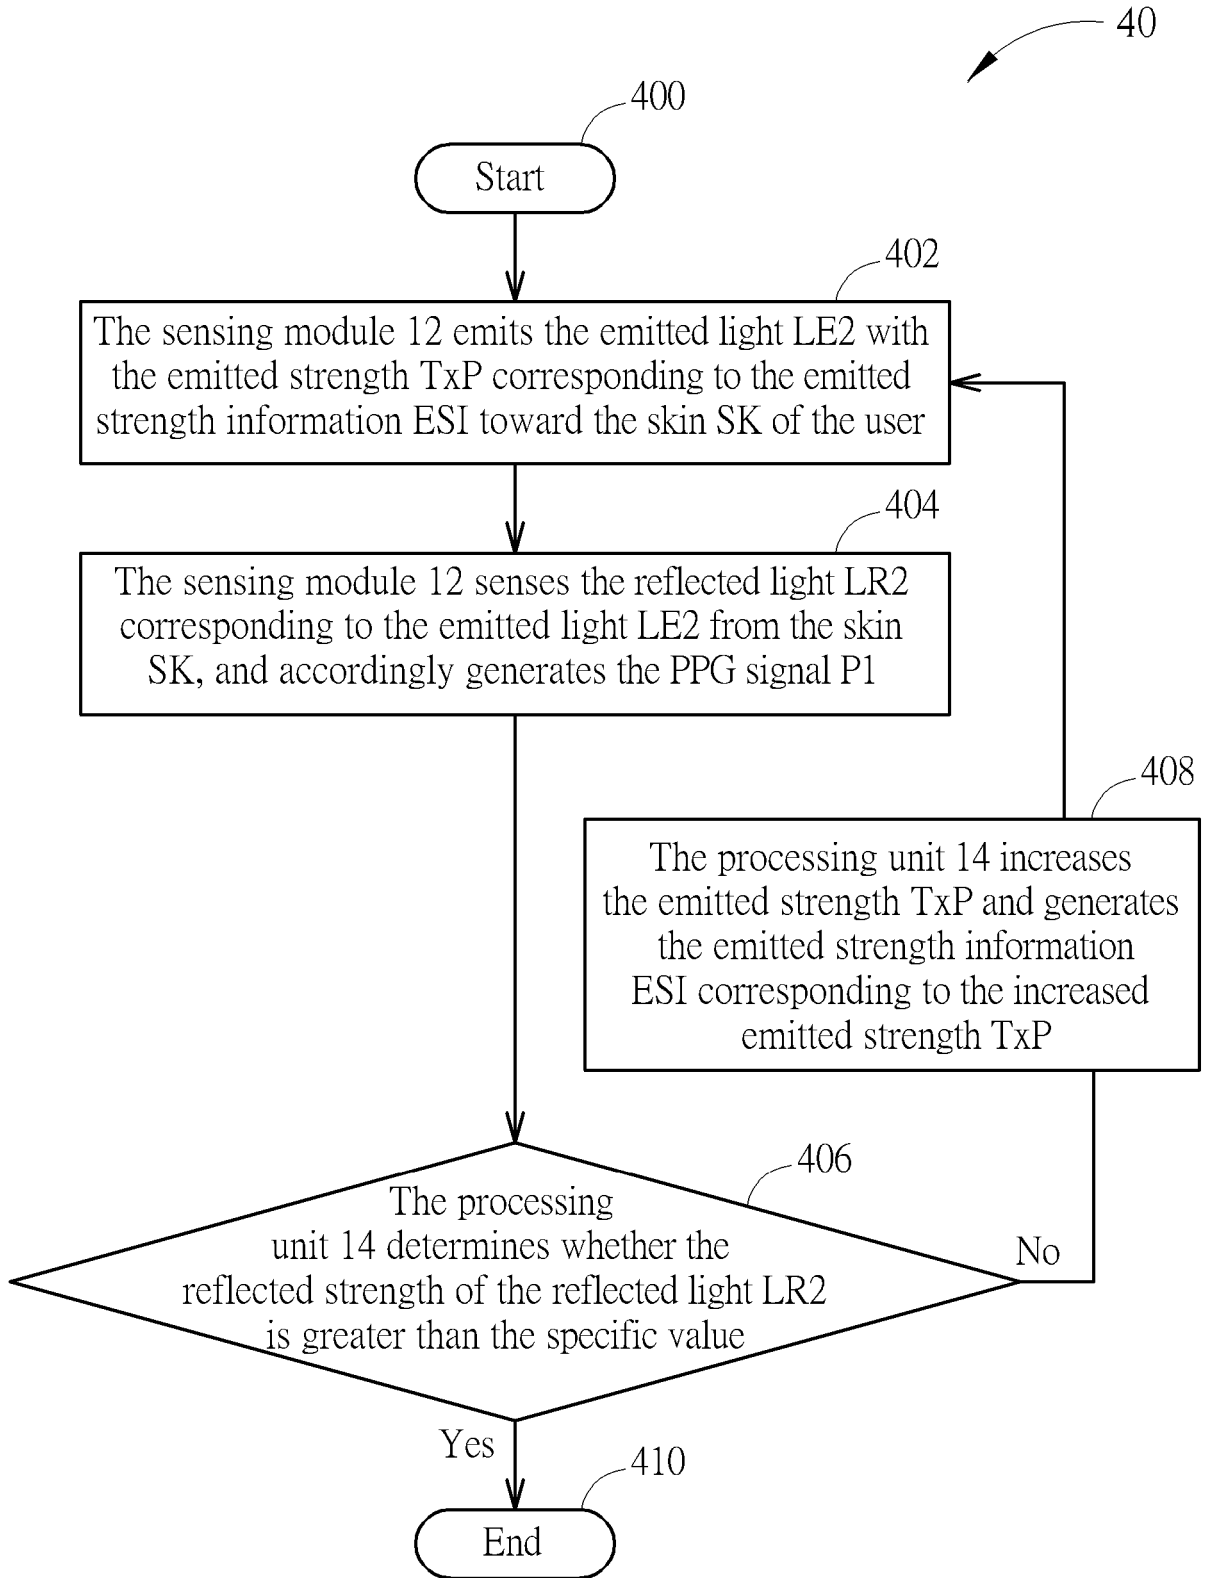 40
400
Start
402
The sensing module 12 emits the emitted light LE2 with
the emitted strength TxP corresponding to the emitted
strength information ESI toward the skin SK of the user
404
The sensing module 12 senses the reflected light LR2
corresponding to the emitted light LE2 from the skin
SK, and accordingly generates the PPG signal P1
408
The processing unit 14 increases
the emitted strength TxP and generates
the emitted strength information
ESI corresponding to the increased
emitted strength TxP
406
The processing
unit 14 determines whether the
reflected strength of the reflected light LR2
is greater than the specific value
No
Yes
410
End